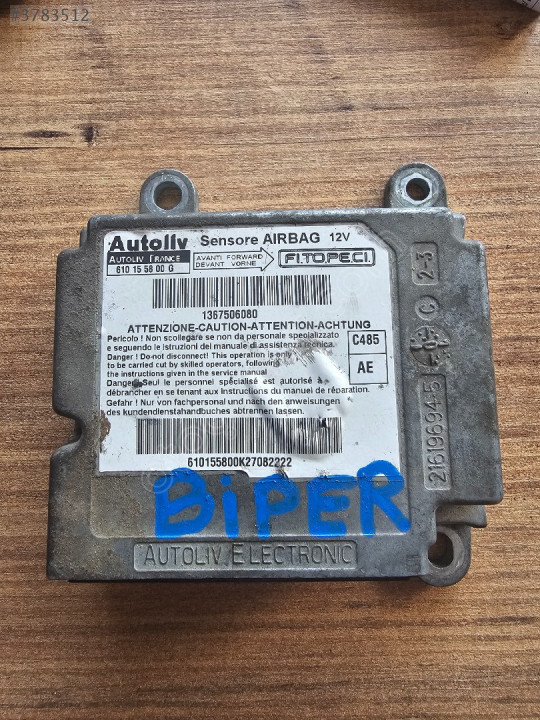 #3783512
Autoliv Sensore AIRBAG 12V
AUTOLIV FRANCE
610 15 58 00 G
AVANTI FORWARD
DEVANT VORNE
FI.TO.PE.CI.
1367506080
ATTENZIONE-CAUTION-ATTENTION-ACHTUNG
Pericolo! Non scollegare se non da personale specializzato
e seguendo le istruzioni del manuale di assistenza tecnica.
Danger! Do not disconnect! This operation is only
to be carried cut by skilled operators, following
the instructions given in the service manual
Danger! Seul le personnel spécialisé est autorisé à
débrancher en se tenant aux instructions du manuel de réparation.
Gefahr! Nur von fachpersonal und nach den anweisungen
des kundendiensthandbuches abtrennen lassen.
C485
AE
610155800K27082222
BiPER
AUTOLIV ELECTRONIC
2-3